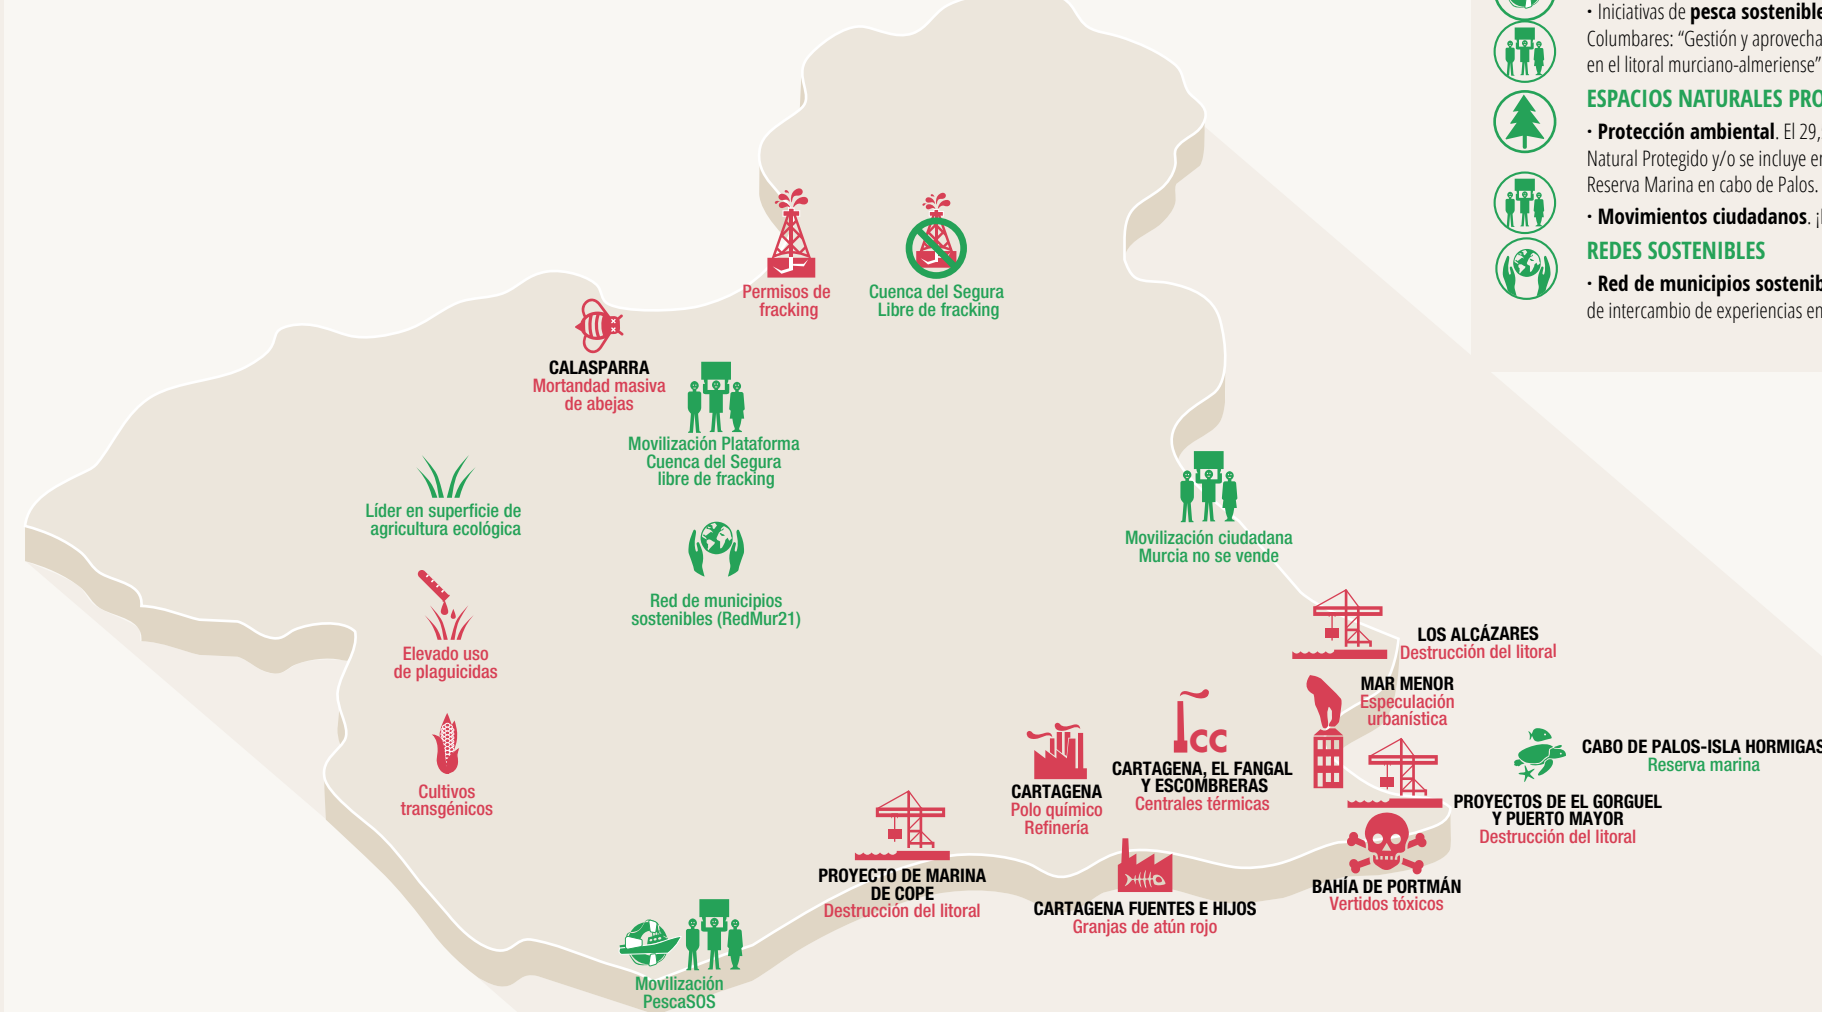 · Iniciativas de pesca sostenible
Columbares: “Gestión y aprovecha
en el litoral murciano-almeriense”
ESPACIOS NATURALES PRO
· Protección ambiental. El 29,
Natural Protegido y/o se incluye en
Reserva Marina en cabo de Palos.
· Movimientos ciudadanos. ¡
REDES SOSTENIBLES
· Red de municipios sostenib
de intercambio de experiencias en
Permisos de
fracking
Cuenca del Segura
Libre de fracking
CALASPARRA
Mortandad masiva
de abejas
Movilización Plataforma
Cuenca del Segura
libre de fracking
Líder en superficie de
agricultura ecológica
Movilización ciudadana
Murcia no se vende
Red de municipios
sostenibles (RedMur21)
Elevado uso
de plaguicidas
LOS ALCÁZARES
Destrucción del litoral
MAR MENOR
Especulación
urbanística
CC
CABO DE PALOS-ISLA HORMIGAS
Reserva marina
CARTAGENA, EL FANGAL
Y ESCOMBRERAS
Centrales térmicas
CARTAGENA
Polo químico
Refinería
Cultivos
transgénicos
PROYECTOS DE EL GORGUEL
Y PUERTO MAYOR
Destrucción del litoral
PROYECTO DE MARINA
DE COPE
Destrucción del litoral
BAHÍA DE PORTMÁN
Vertidos tóxicos
CARTAGENA FUENTES E HIJOS
Granjas de atún rojo
Movilización
PescaSOS